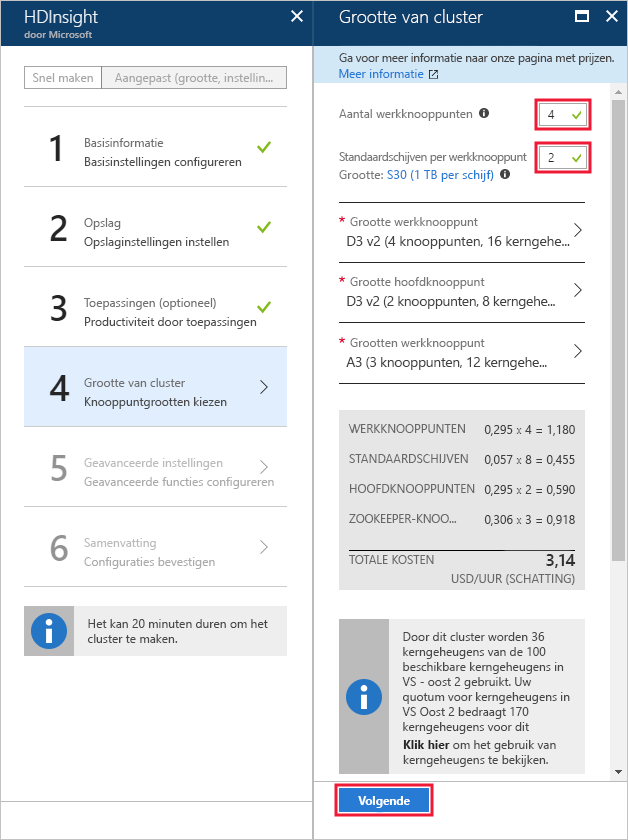 HDInsight
door Microsoft
Snel maken
Aangepast (grootte, instellin...
1
Basisinformatie
Basisinstellingen configureren
2
Opslag
Opslaginstellingen instellen
3
Toepassingen (optioneel)
Productiviteit door toepassingen
4
Grootte van cluster
Knooppuntgrootten kiezen
5
Geavanceerde instellingen
Geavanceerde functies configureren
6
Samenvatting
Configuraties bevestigen
Het kan 20 minuten duren om het
cluster te maken.
Grootte van cluster
Ga voor meer informatie naar onze pagina met prijzen.
Meer informatie
Aantal werkknooppunten
4
Standaardschijven per werkknooppunt
2
Grootte: S30 (1 TB per schijf)
* Grootte werkknooppunt
D3 v2 (4 knooppunten, 16 kerngehe...
* Grootte hoofdknooppunt
D3 v2 (2 knooppunten, 8 kerngehe...
* Grootten werkknooppunt
A3 (3 knooppunten, 12 kerngehe...
WERKKNOOPPUNTEN 0,295 x 4 = 1,180
STANDAARDSCHIJVEN 0,057 x 8 = 0,455
HOOFDKNOOPPUNTEN 0,295 x 2 = 0,590
ZOOKEEPER-KNOO... 0,306 x 3 = 0,918
TOTALE KOSTEN 3,14
USD/UUR (SCHATTING)
Door dit cluster worden 36
kerngeheugens van de 100
beschikbare kerngeheugens in
VS - oost 2 gebruikt. Uw
quotum voor kerngeheugens in
VS Oost 2 bedraagt 170
kerngeheugens voor dit
Klik hier om het gebruik van
kerngeheugens te bekijken.
Volgende